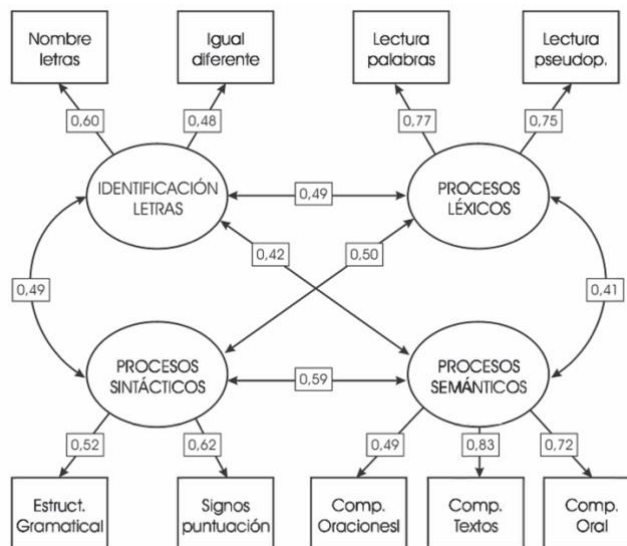 Nombre
letras
Igual
diferente
Lectura
palabras
Lectura
pseudop.
0,60
0,48
0,77
0,75
IDENTIFICACIÓN
LETRAS
0,49
PROCESOS
LÉXICOS
0,42
0,50
0,49
0,41
PROCESOS
SINTÁCTICOS
0,59
PROCESOS
SEMÁNTICOS
0,52
0,62
0,49
0,83
0,72
Estruct.
Gramatical
Signos
puntuación
Comp.
Oracionesl
Comp.
Textos
Comp.
Oral